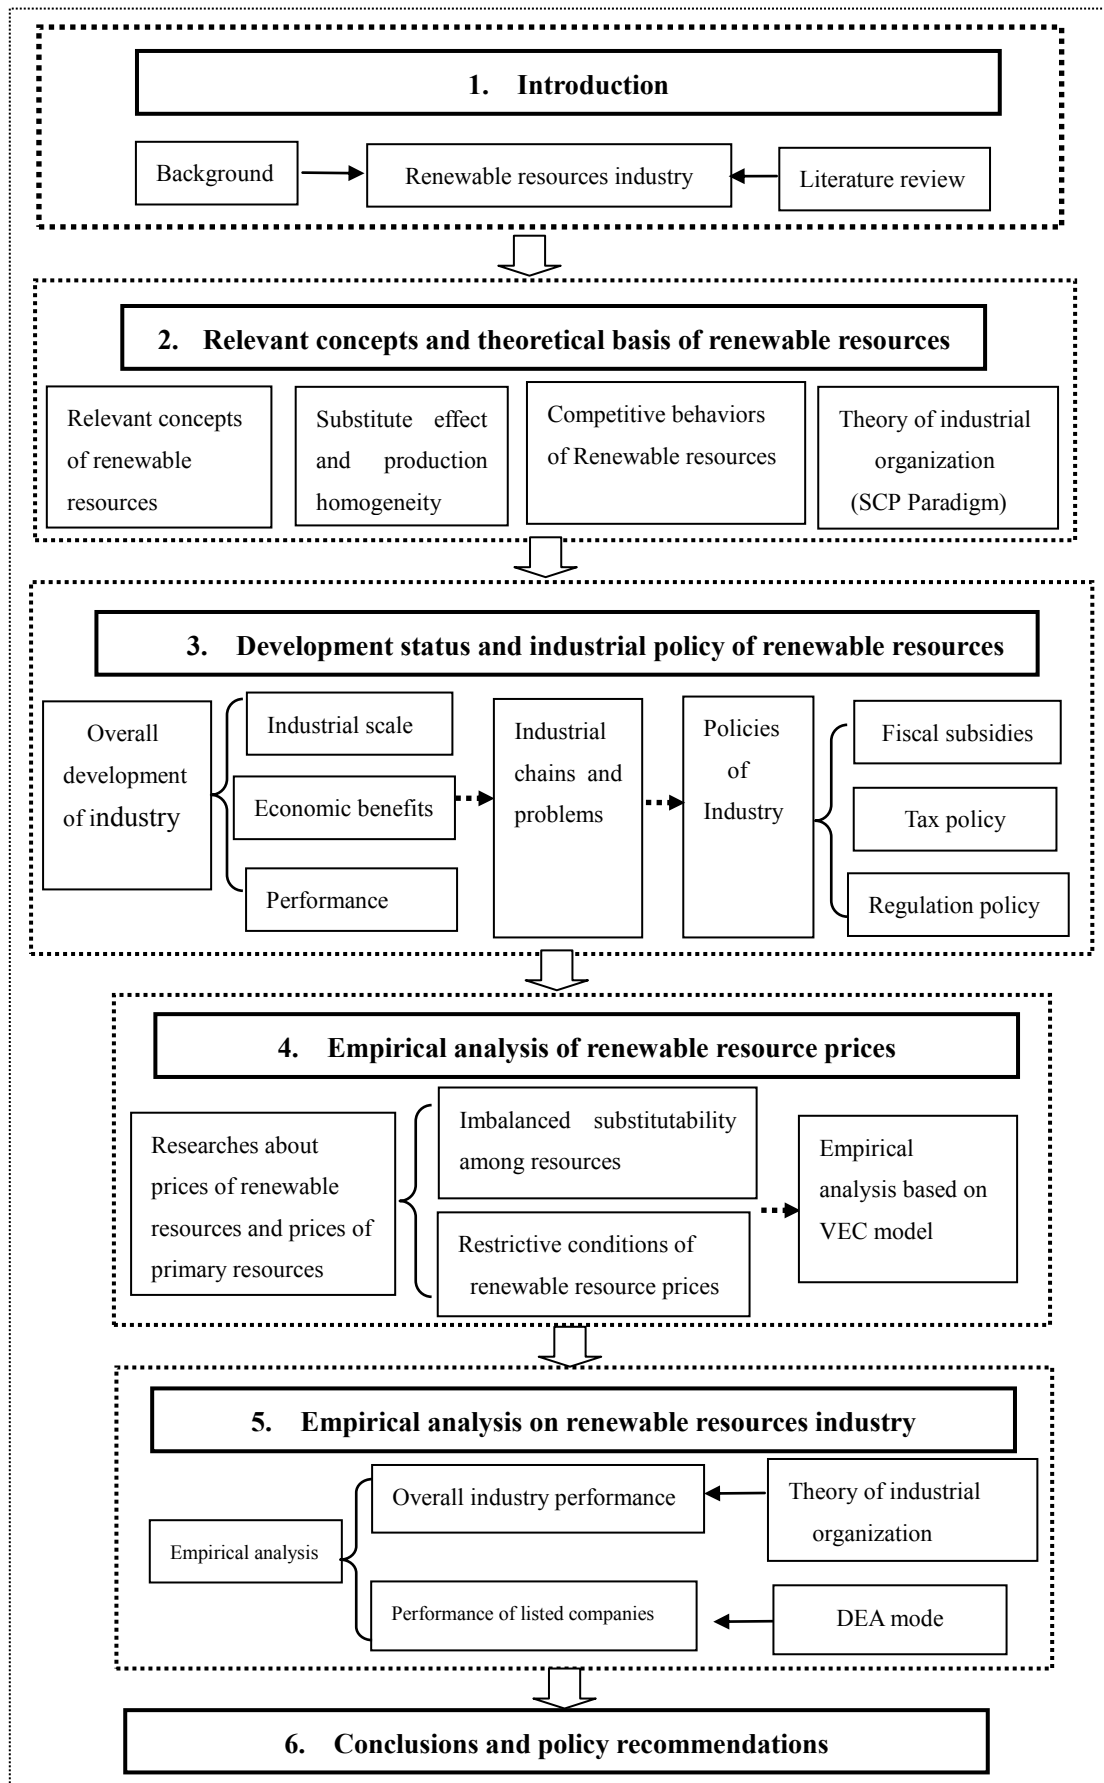 1. Introduction
Background
Renewable resources industry
Literature review
2. Relevant concepts and theoretical basis of renewable resources
Relevant concepts
of renewable
resources
Substitute effect
and production
homogeneity
Competitive behaviors
of Renewable resources
Theory of industrial
organization
(SCP Paradigm)
3. Development status and industrial policy of renewable resources
Overall
development
of industry
Industrial scale
Economic benefits
Performance
Industrial
chains and
problems
Policies
of
Industry
Fiscal subsidies
Tax policy
Regulation policy
4. Empirical analysis of renewable resource prices
Researches about
prices of renewable
resources and prices of
primary resources
Imbalanced substitutability
among resources
Restrictive conditions of
renewable resource prices
Empirical
analysis based on
VEC model
5. Empirical analysis on renewable resources industry
Empirical analysis
Overall industry performance
Performance of listed companies
Theory of industrial
organization
DEA mode
6. Conclusions and policy recommendations